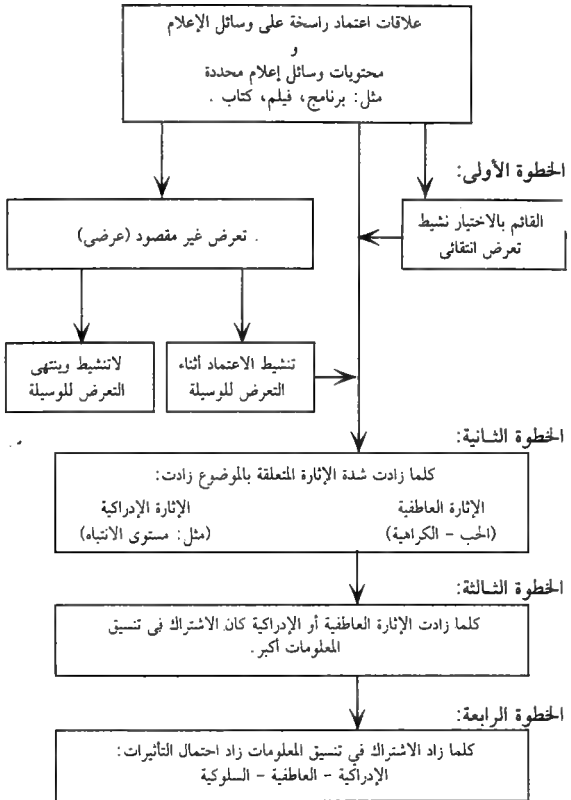 علاقات اعتماد راسخة على وسائل الإعلام
و
محتويات وسائل إعلام محددة
مثل: برنامج، فيلم، كتاب .
الخطوة الأولى:
القائم بالاختيار نشيط
تعرض انتقائى
. تعرض غير مقصود (عرضى)
تنشيط الاعتماد أثناء
التعرض للوسيلة
لاتنشيط وينتهى
التعرض للوسيلة
الخطوة الثانية:
كلما زادت شدة الإثارة المتعلقة بالموضوع زادت:
الإثارة العاطفية
(الحب - الكراهية)
الإثارة الإدراكية
(مثل: مستوى الانتباه)
الخطوة الثالثة:
كلما زادت الإثارة العاطفية أو الإدراكية كان الاشتراك فى تنسيق
المعلومات أكبر .
الخطوة الرابعة:
كلما زاد الاشتراك في تنسيق المعلومات زاد احتمال التأثيرات:
الإدراكية - العاطفية - السلوكية